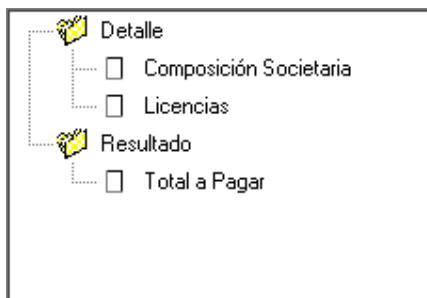 Detalle
Composición Societaria
Licencias
Resultado
Total a Pagar